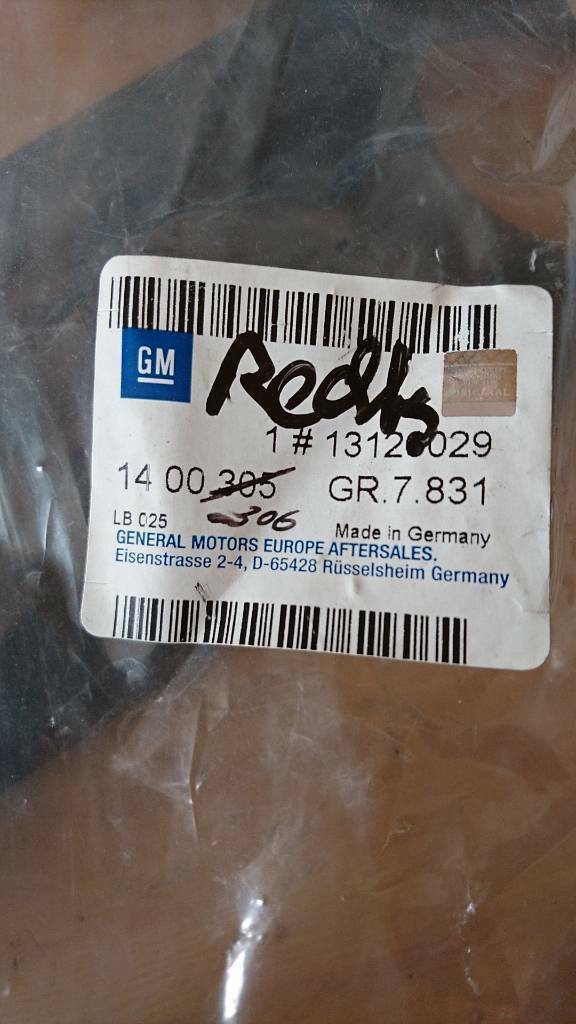 GM
1 # 13126029
14 00 305 GR.7.831
306
LB 025
Made in Germany
GENERAL MOTORS EUROPE AFTERSALES.
Eisenstrasse 2-4, D-65428 Rüsselsheim Germany